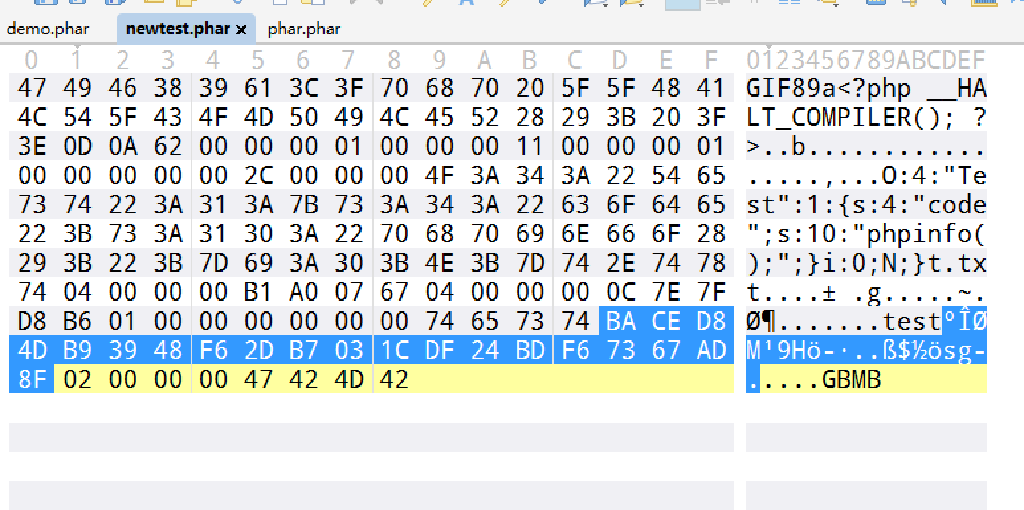 demo.phar newtest.phar x phar.phar
0 1 2 3 4 5 6 7 8 9 A B C D E F 0123456789ABCDEF
47 49 46 38 39 61 3C 3F 70 68 70 20 5F 5F 48 41 GIF89a<?php __HA
4C 54 5F 43 4F 4D 50 49 4C 45 52 28 29 3B 20 3F LT_COMPILER(); ?
3E 0D 0A 62 00 00 00 01 00 00 00 11 00 00 00 01 >..b............
00 00 00 00 00 2C 00 00 00 4F 3A 34 3A 22 54 65 .....,...O:4:"Te
73 74 22 3A 31 3A 7B 73 3A 34 3A 22 63 6F 64 65 st":1:{s:4:"code
22 3B 73 3A 31 30 3A 22 70 68 70 69 6E 66 6F 28 ";s:10:"phpinfo(
29 3B 22 3B 7D 69 3A 30 3B 4E 3B 7D 74 2E 74 78 );";}i:0;N;}t.tx
74 04 00 00 00 B1 A0 07 67 04 00 00 00 0C 7E 7F t....± .g.....~.
D8 B6 01 00 00 00 00 00 00 74 65 73 74 BA CE D8 Ø¶.......testºÎØ
4D B9 39 48 F6 2D B7 03 1C DF 24 BD F6 73 67 AD M¹9Hö-·..ß$½ösg-
8F 02 00 00 00 47 42 4D 42 .....GBMB